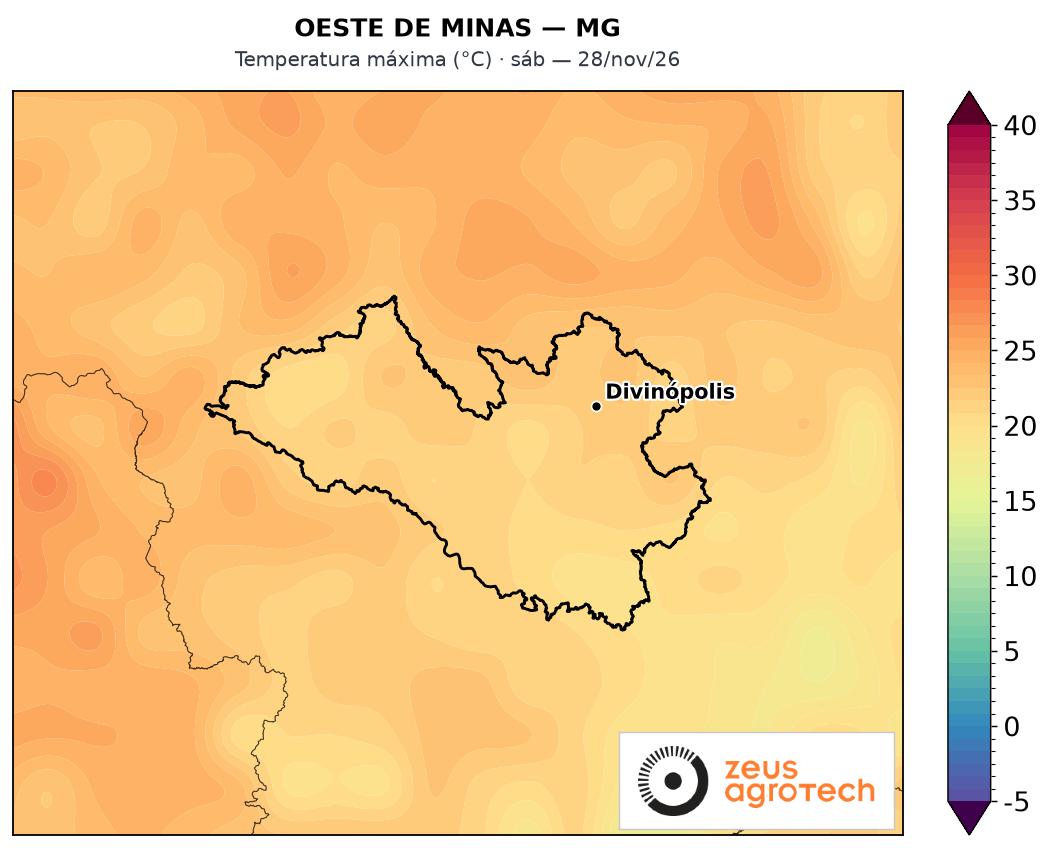 OESTE DE MINAS — MG
Temperatura máxima (°C) · sáb — 28/nov/26
Divinópolis
40
35
30
25
20
15
10
5
0
-5
zeus
agrotech